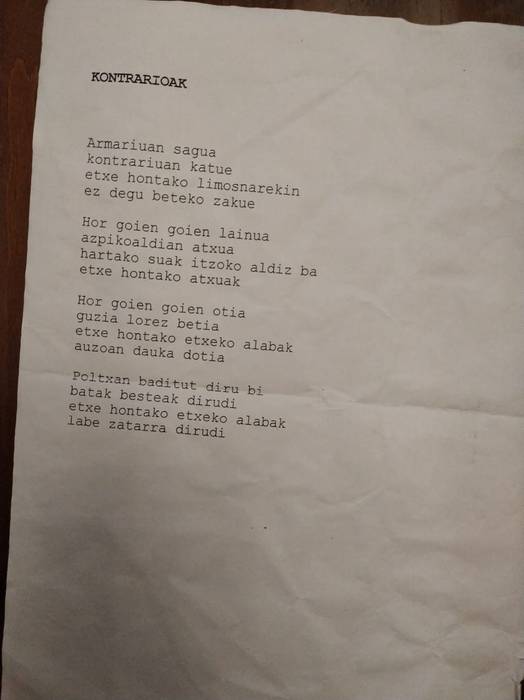 KONTRARIOAK
Armariuan sagua
kontrariuan katue
etxe hontako limosnarekin
ez degu beteko zakue
Hor goien goien lainua
azpikoaldian atxua
hartako suak itzoko aldiz ba
etxe hontako atxuak
Hor goien goien otia
guzia lorez betia
etxe hontako etxeko alabak
auzoan dauka dotia
Poltxan baditut diru bi
batak besteak dirudi
etxe hontako etxeko alabak
labe zatarra dirudi